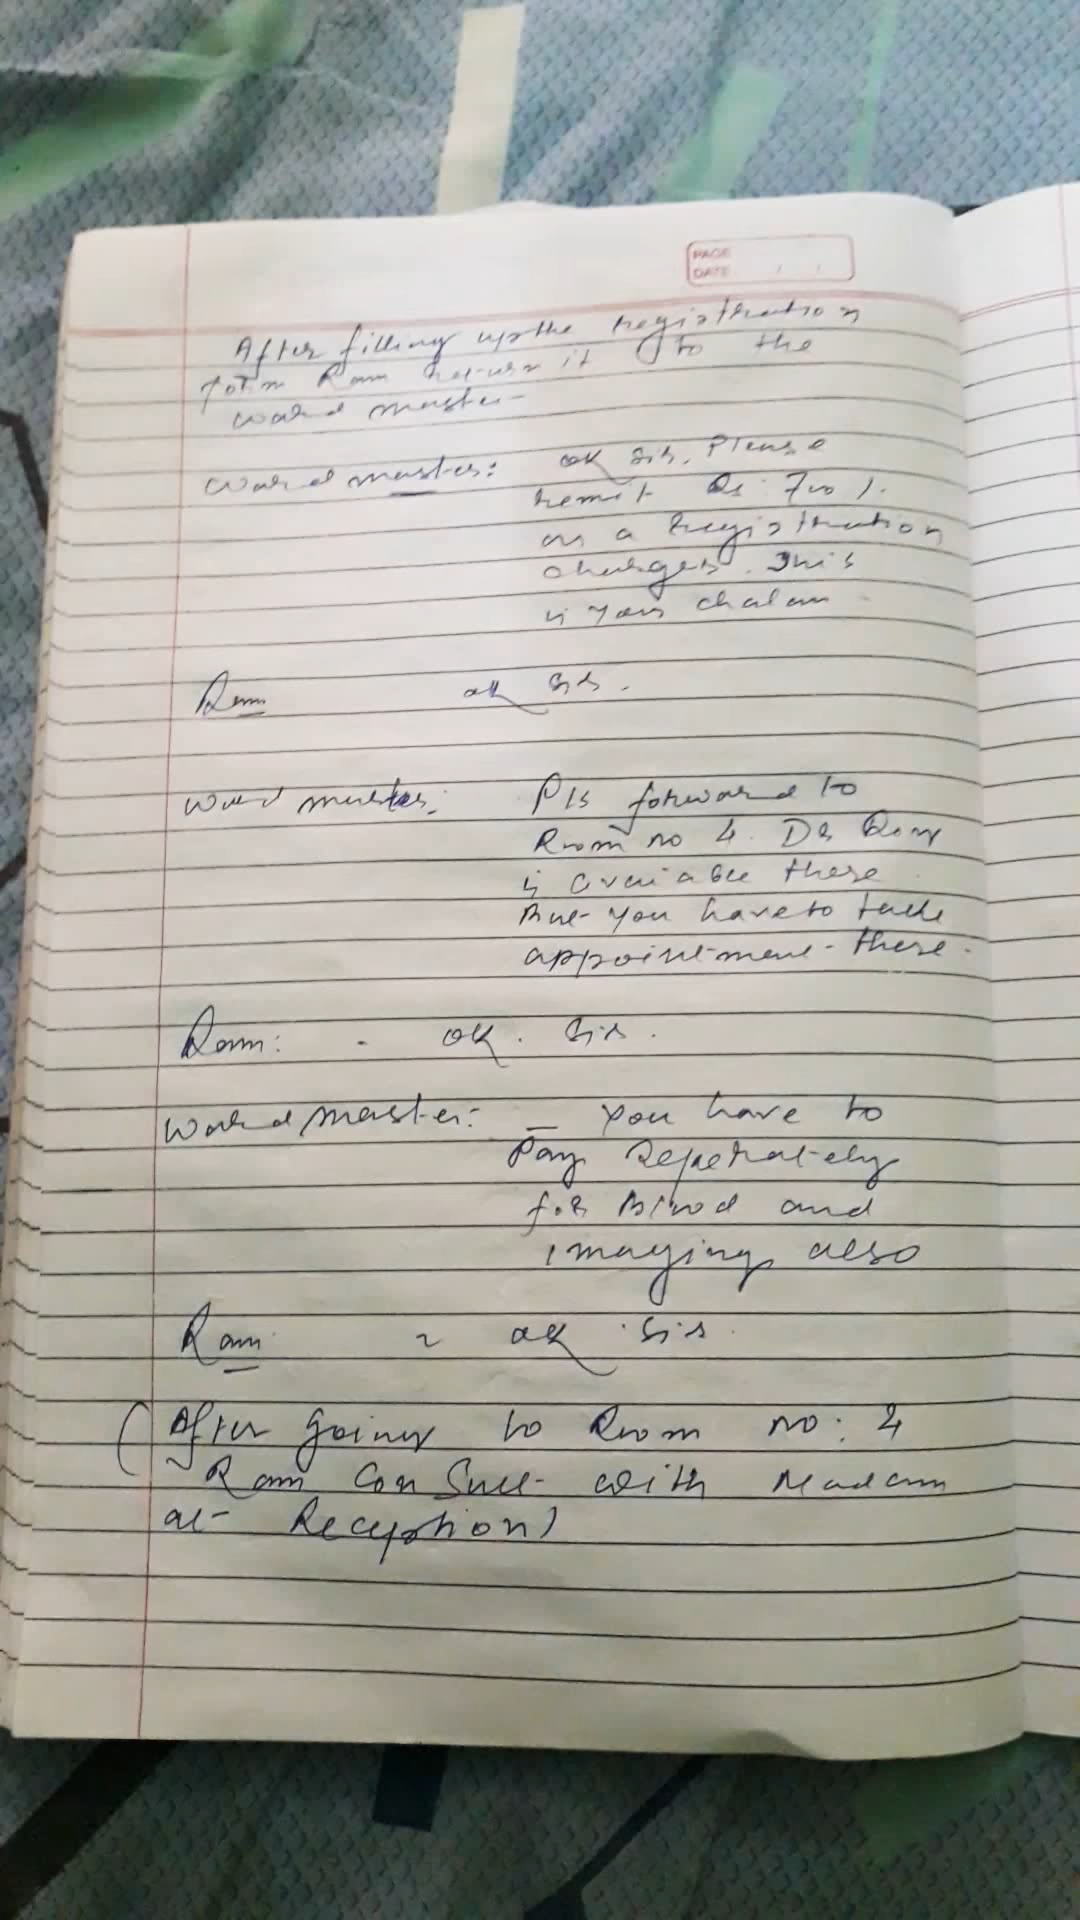 PAGE
DATE / /
After filling up the registration
form Ram return it to the
ward master
ward master: ok sir. Please
remit Rs: 700/.
as a Registration
charges. This
is your chalan
Ram ok sir.
ward master: Pls forward to
Room no 4. Dr Roy
is avaiable there
But you have to take
appointment there.
Ram: - ok. Sir.
ward master: - you have to
Pay Seperately
for Blood and
imaging also
Ram ~ ok sir.
(After going to Room no: 4
Ram Consult with Madam
at Reception)